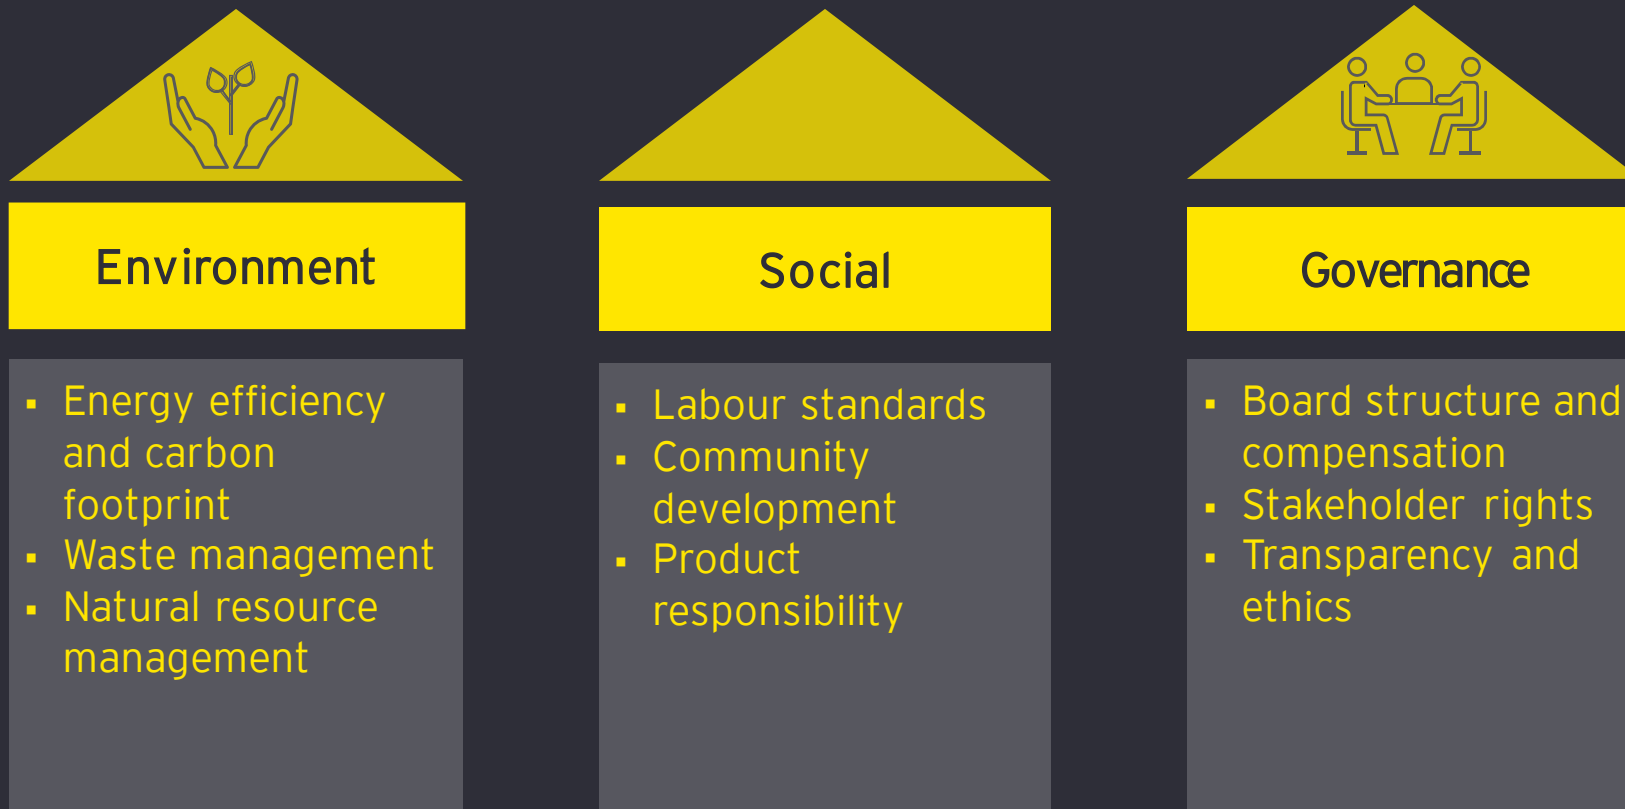 Environment
▪ Energy efficiency
and carbon
footprint
▪ Waste management
▪ Natural resource
management
Social
▪ Labour standards
▪ Community
development
▪ Product
responsibility
Governance
▪ Board structure and
compensation
▪ Stakeholder rights
▪ Transparency and
ethics